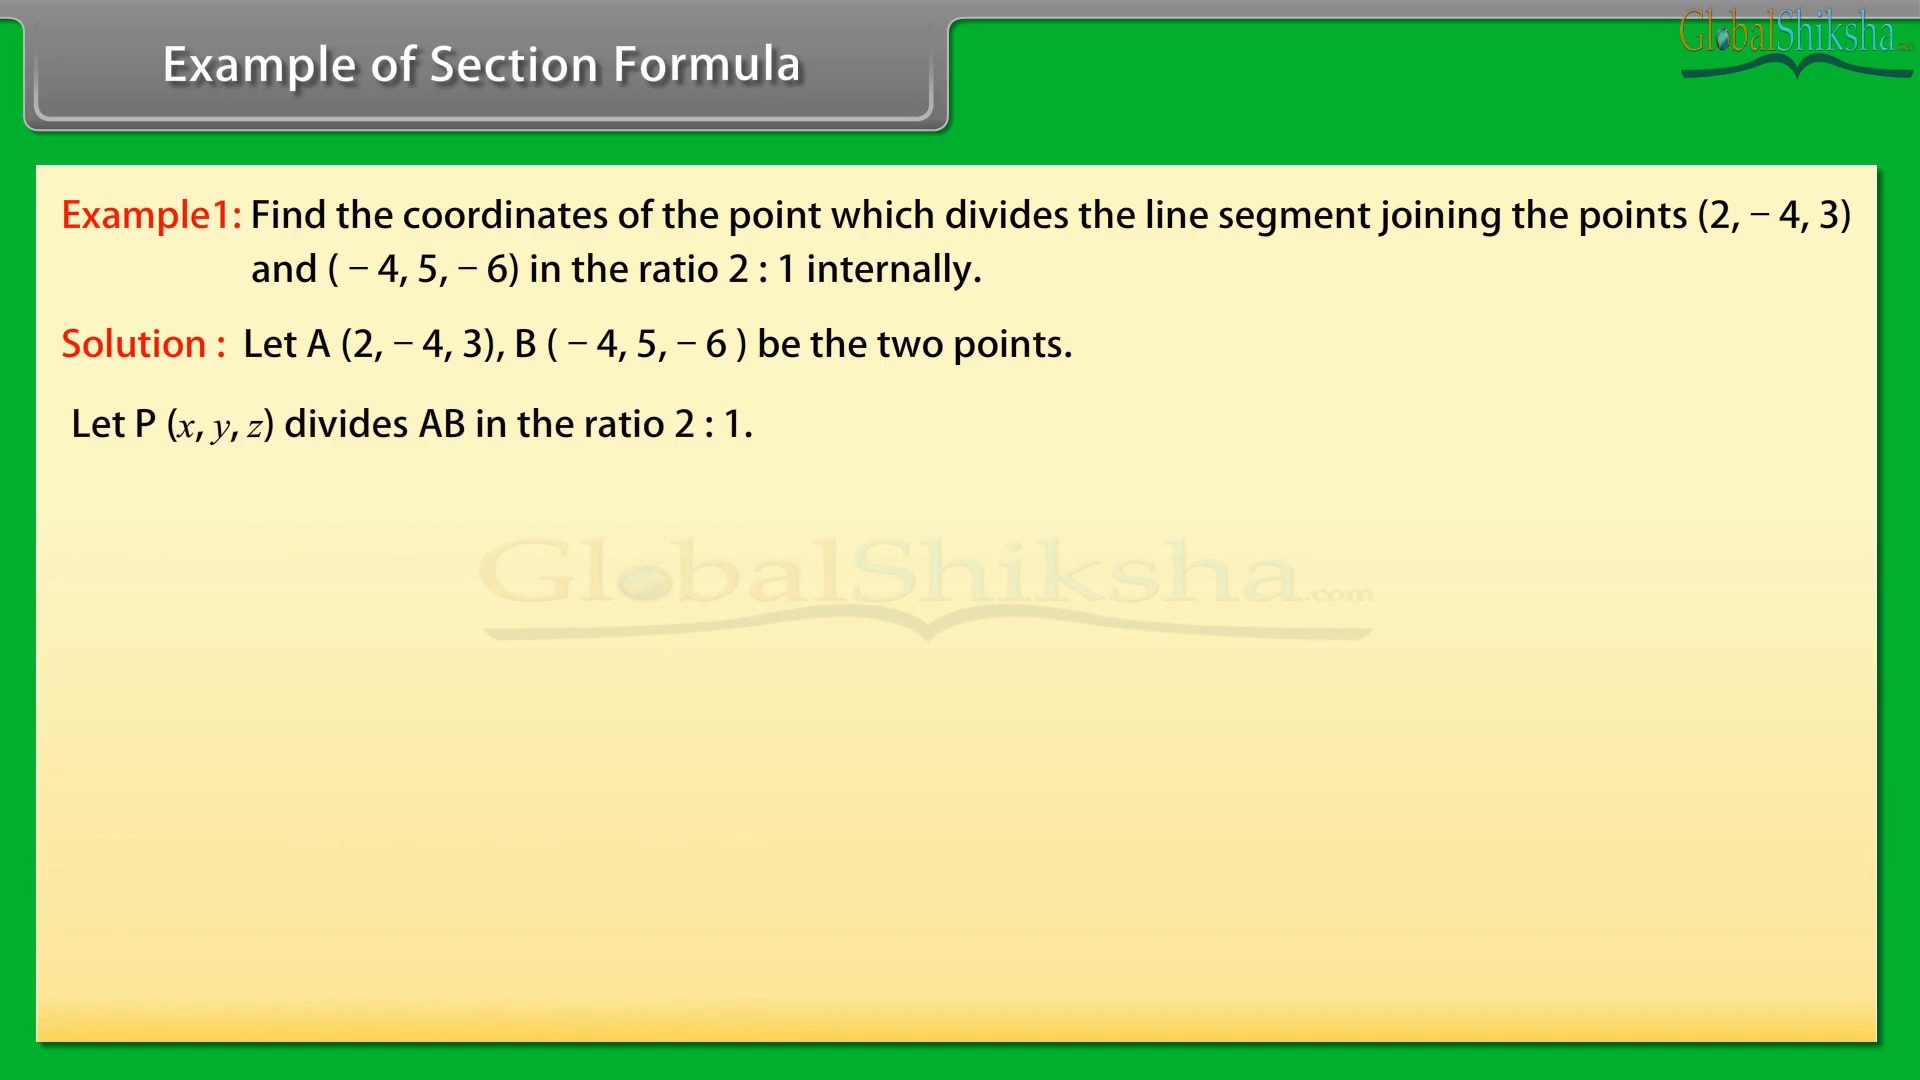 Example of Section Formula
GlobalShiksha.com
Example1: Find the coordinates of the point which divides the line segment joining the points (2, − 4, 3)
and ( − 4, 5, − 6) in the ratio 2 : 1 internally.
Solution : Let A (2, − 4, 3), B ( − 4, 5, − 6 ) be the two points.
Let P (x, y, z) divides AB in the ratio 2 : 1.
GlobalShiksha.com